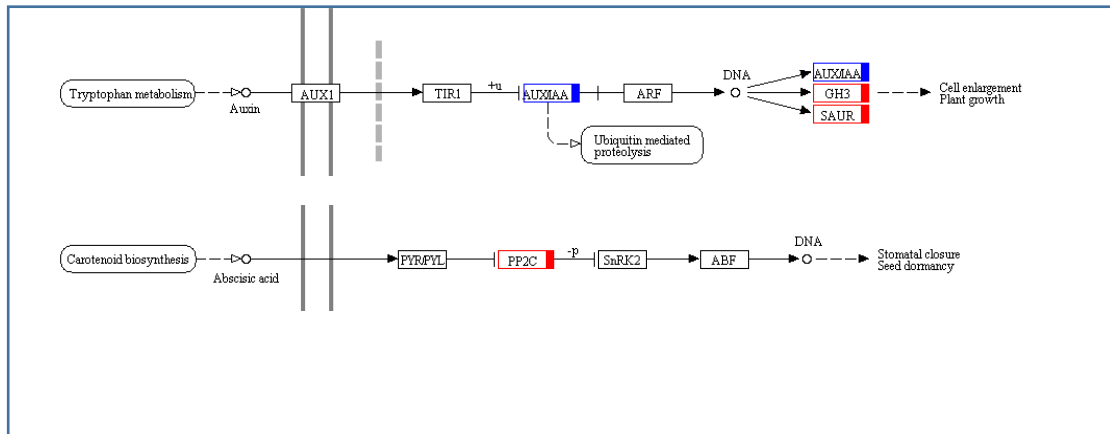 Tryptophan metabolism
Auxin
AUX1
TIR1
+u
AUX/IAA
ARF
DNA
AUX/IAA
GH3
SAUR
Cell enlargement
Plant growth
Ubiquitin mediated
proteolysis
Carotenoid biosynthesis
Abscisic acid
PYR/PYL
PP2C
-p
SnRK2
ABF
DNA
Stomatal closure
Seed dormancy